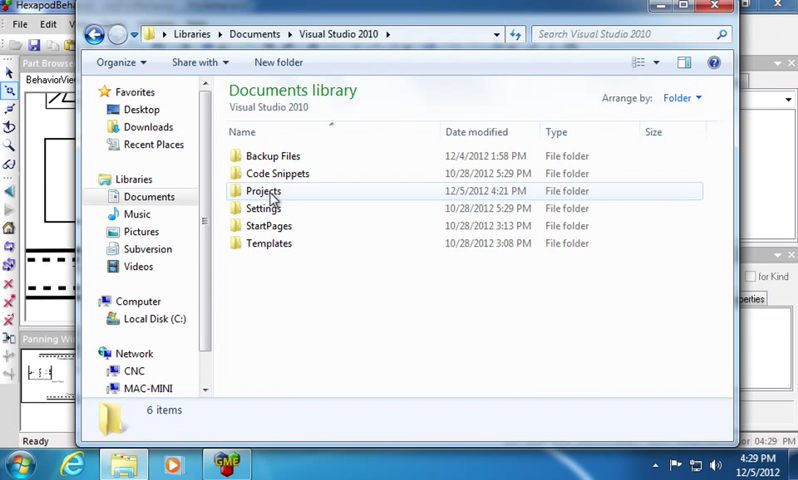 HexapodBehav
File Edit
Libraries Documents Visual Studio 2010
Search Visual Studio 2010
Organize Share with New folder
Part Browser
BehaviorView
Favorites
Desktop
Downloads
Recent Places
Libraries
Documents
Music
Pictures
Subversion
Videos
Computer
Local Disk (C:)
Network
CNC
MAC-MINI
Documents library
Visual Studio 2010
Arrange by: Folder
Name Date modified Type Size
Backup Files 12/4/2012 1:58 PM File folder
Code Snippets 10/28/2012 5:29 PM File folder
Projects 12/5/2012 4:21 PM File folder
Settings 10/28/2012 5:29 PM File folder
StartPages 10/28/2012 3:13 PM File folder
Templates 10/28/2012 3:08 PM File folder
for Kind
operties
Panning Win
6 items
Ready
or 04:29 PM
GME
4:29 PM
12/5/2012